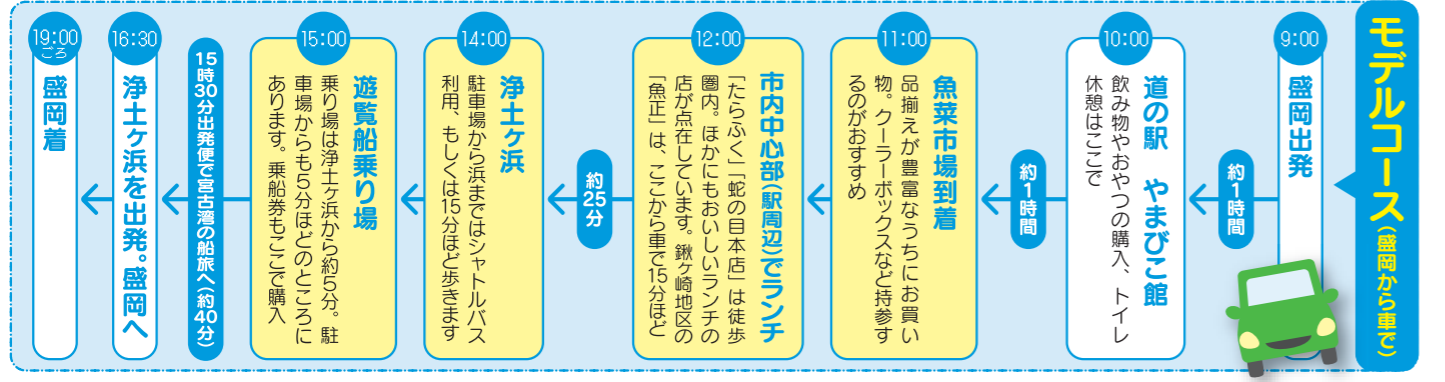 モデルコース(盛岡から車で)
9:00
盛岡出発
約1時間
10:00
道の駅 やまびこ館
飲み物やおやつの購入、トイレ
休憩はここで
約1時間
11:00
魚菜市場到着
品揃えが豊富なうちにお買い
物。クーラーボックスなど持参す
るのがおすすめ
12:00
市内中心部(駅周辺)でランチ
「たらふく」「蛇の目本店」は徒歩
圏内。ほかにもおいしいランチの
店が点在しています。鍬ヶ崎地区の
「魚正」は、ここから車で15分ほど
約25分
14:00
浄土ヶ浜
駐車場から浜まではシャトルバス
利用、もしくは15分ほど歩きます
15:00
遊覧船乗り場
乗り場は浄土ヶ浜から約5分。駐
車場からも5分ほどのところに
あります。乗船券もここで購入
15時30分出発便で宮古湾の船旅へ(約40分)
16:30
浄土ヶ浜を出発。盛岡へ
19:00
ごろ
盛岡着